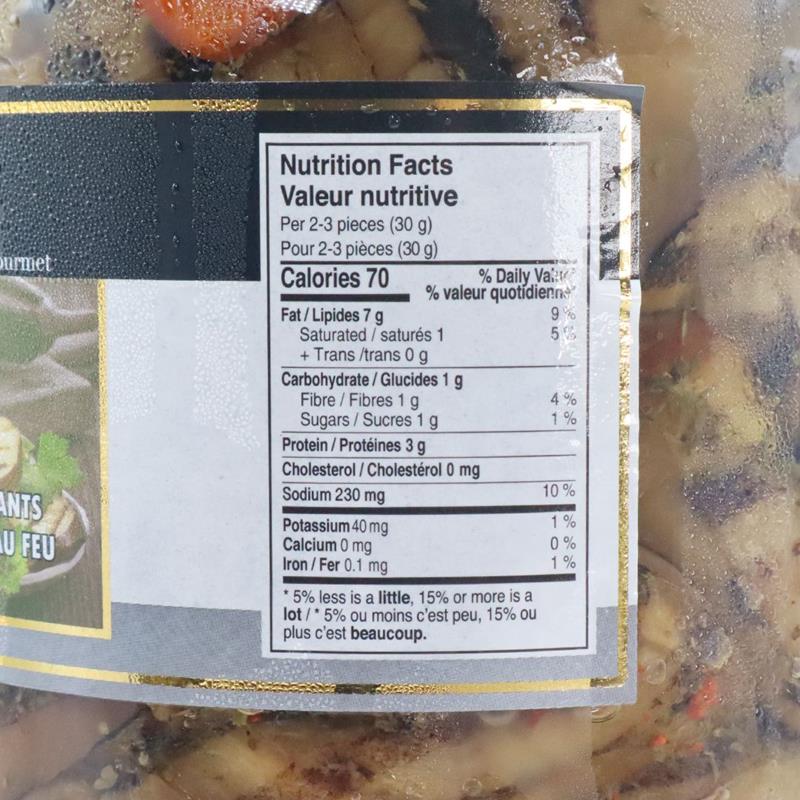 ourmet
ANTS
AU FEU
Nutrition Facts
Valeur nutritive
Per 2-3 pieces (30 g)
Pour 2-3 pièces (30 g)
Calories 70
% Daily Value*
% valeur quotidienne*
Fat / Lipides 7 g 9 %
Saturated / saturés 1 5 %
+ Trans /trans 0 g
Carbohydrate / Glucides 1 g
Fibre / Fibres 1 g 4 %
Sugars / Sucres 1 g 1 %
Protein / Protéines 3 g
Cholesterol / Cholestérol 0 mg
Sodium 230 mg 10 %
Potassium 40 mg 1 %
Calcium 0 mg 0 %
Iron / Fer 0.1 mg 1 %
* 5% less is a little, 15% or more is a
lot / * 5% ou moins c'est peu, 15% ou
plus c'est beaucoup.